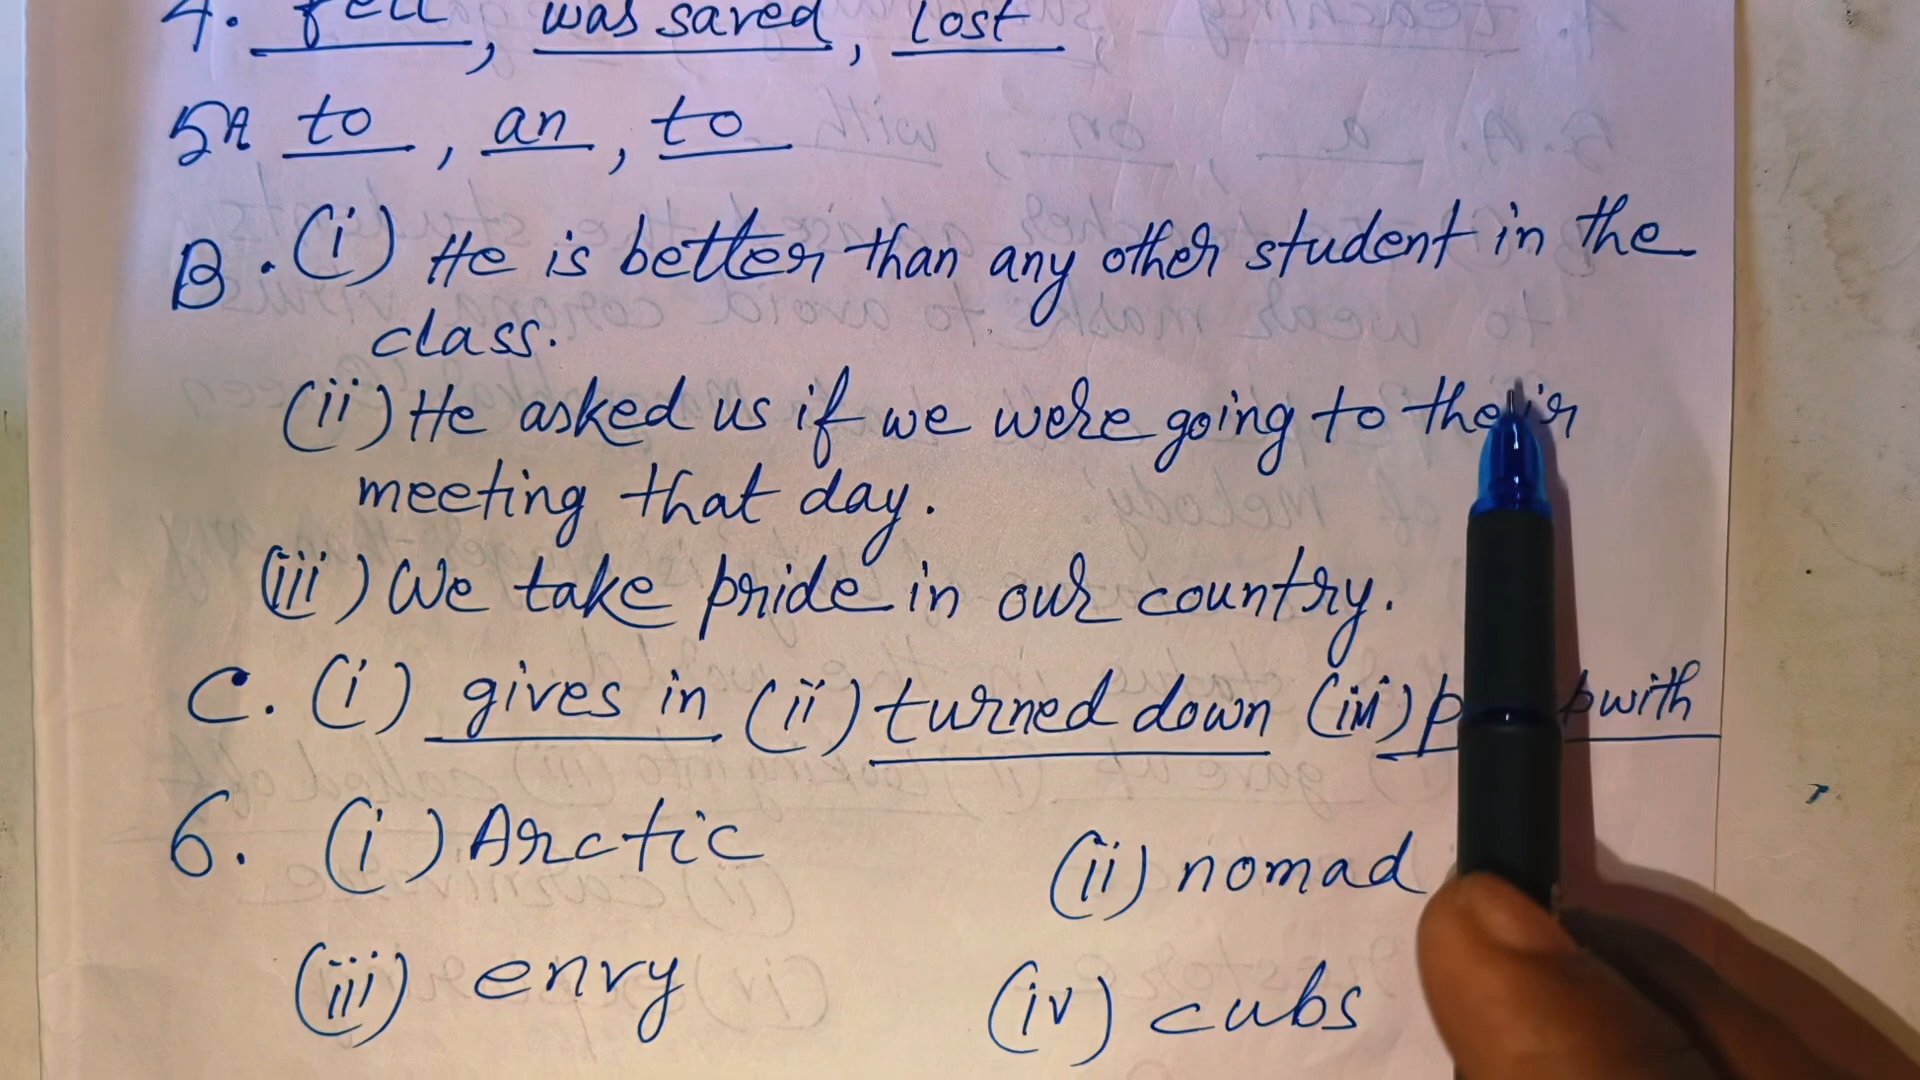 4. fell, was saved, lost
5A to, an, to
B. (i) He is better than any other student in the
class.
(ii) He asked us if we were going to their
meeting that day.
(iii) We take pride in our country.
C. (i) gives in (ii) turned down (iii) with
6. (i) Arctic (ii) nomad
(iii) envy (iv) cubs